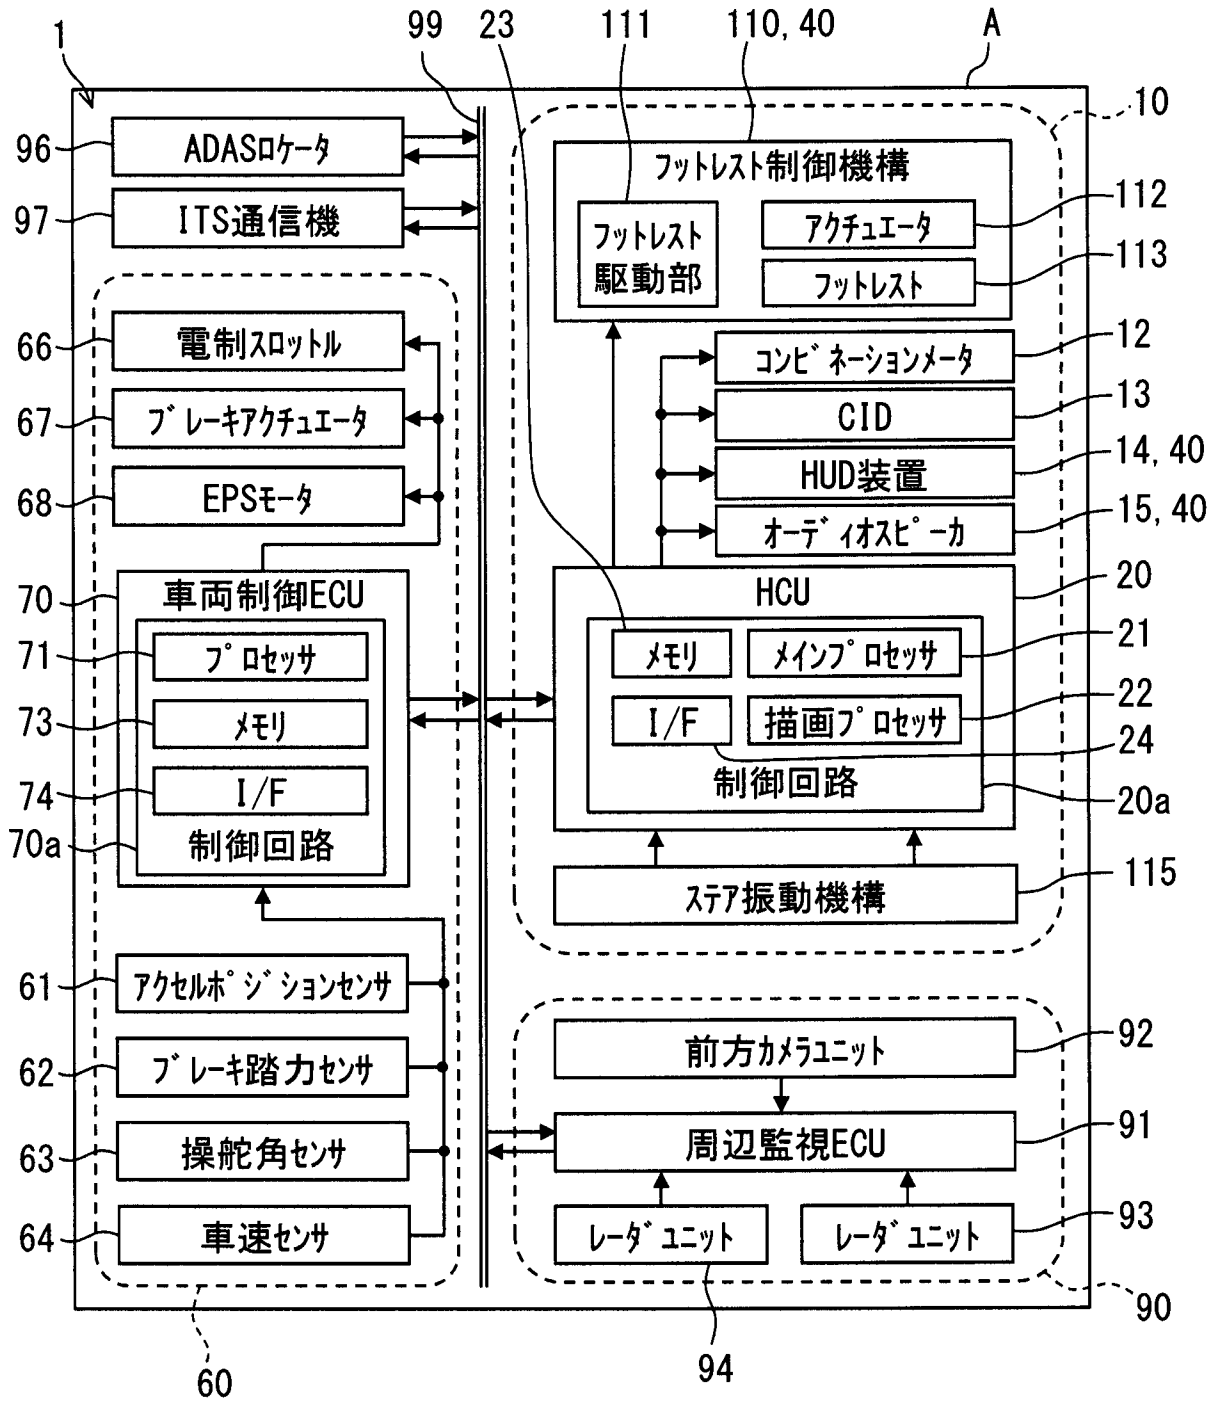 1
99
23
111
110, 40
A
10
96
ADASロケータ
97
ITS通信機
フットレスト制御機構
フットレスト
駆動部
アクチュエータ
112
フットレスト
113
66
電制スロットル
67
ブレーキアクチュエータ
68
EPSモータ
コンビネーションメータ
12
CID
13
HUD装置
14, 40
オーディオスピーカ
15, 40
70
車両制御ECU
71
プロセッサ
73
メモリ
74
I/F
70a
制御回路
HCU
20
メモリ
メインプロセッサ
21
I/F
描画プロセッサ
22
24
制御回路
20a
ステア振動機構
115
61
アクセルポジションセンサ
62
ブレーキ踏力センサ
63
操舵角センサ
64
車速センサ
60
前方カメラユニット
92
周辺監視ECU
91
レーダユニット
レーダユニット
93
90
94